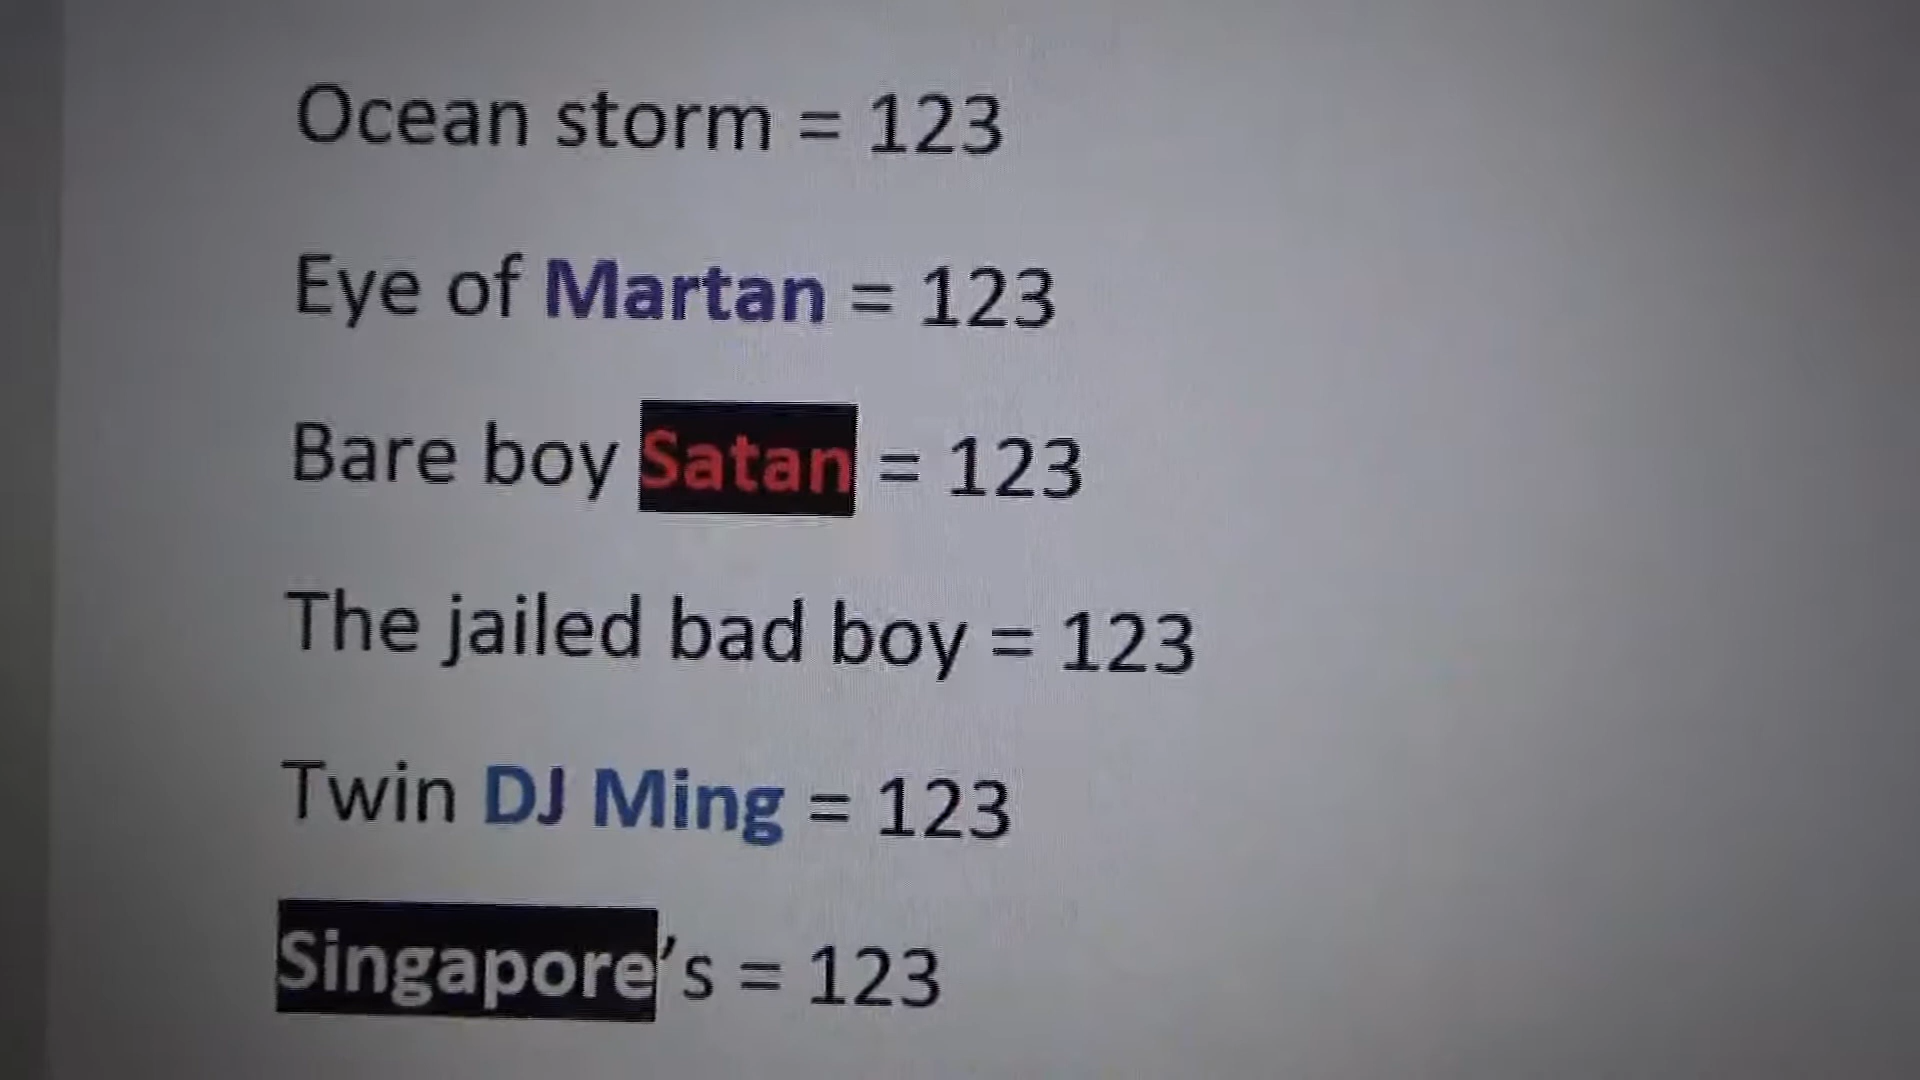 Ocean storm = 123
Eye of Martan = 123
Bare boy Satan = 123
The jailed bad boy = 123
Twin DJ Ming = 123
Singapore's = 123